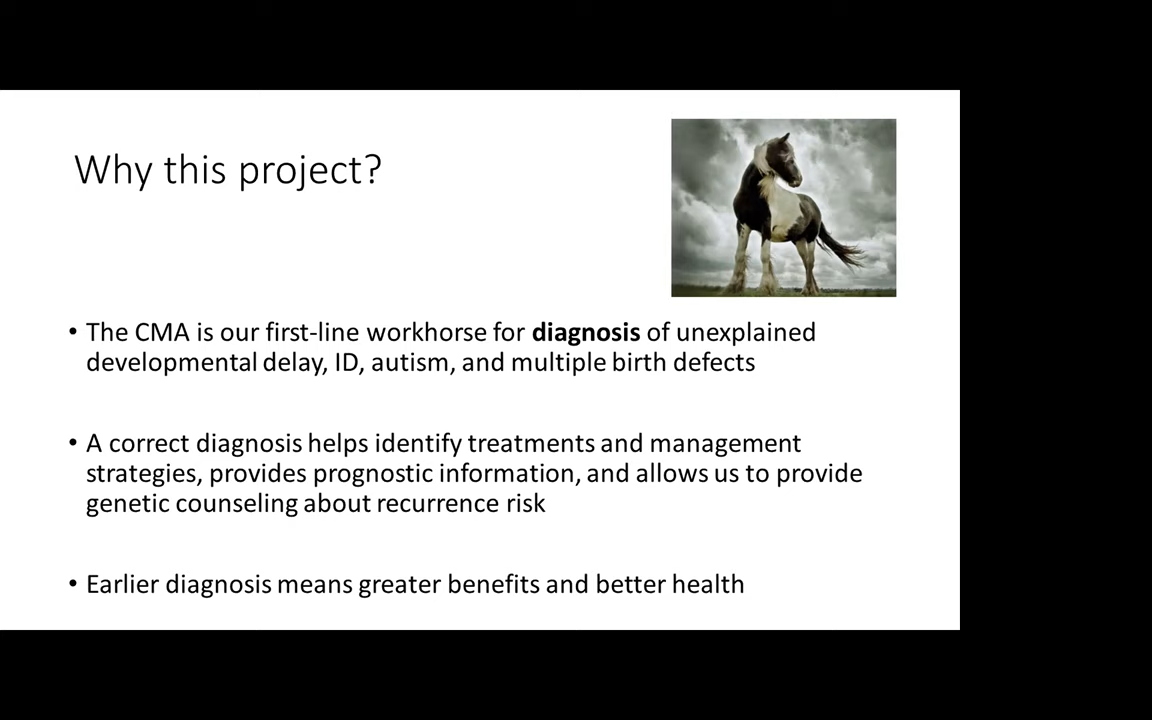 Why this project?
• The CMA is our first-line workhorse for diagnosis of unexplained
developmental delay, ID, autism, and multiple birth defects
• A correct diagnosis helps identify treatments and management
strategies, provides prognostic information, and allows us to provide
genetic counseling about recurrence risk
• Earlier diagnosis means greater benefits and better health